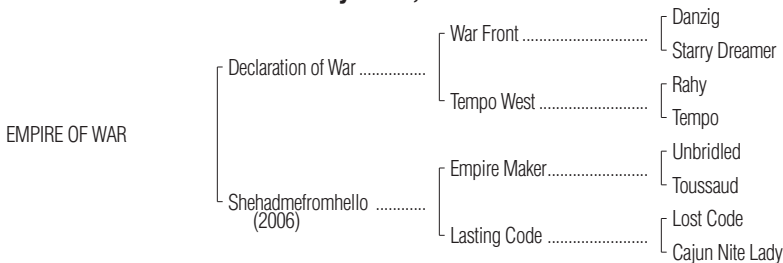 Danzig
War Front ................................
Starry Dreamer
Declaration of War ................
Rahy
Tempo West ............................
Tempo
EMPIRE OF WAR
Unbridled
Empire Maker..........................
Toussaud
Shehadmefromhello ............
(2006)
Lost Code
Lasting Code ..........................
Cajun Nite Lady